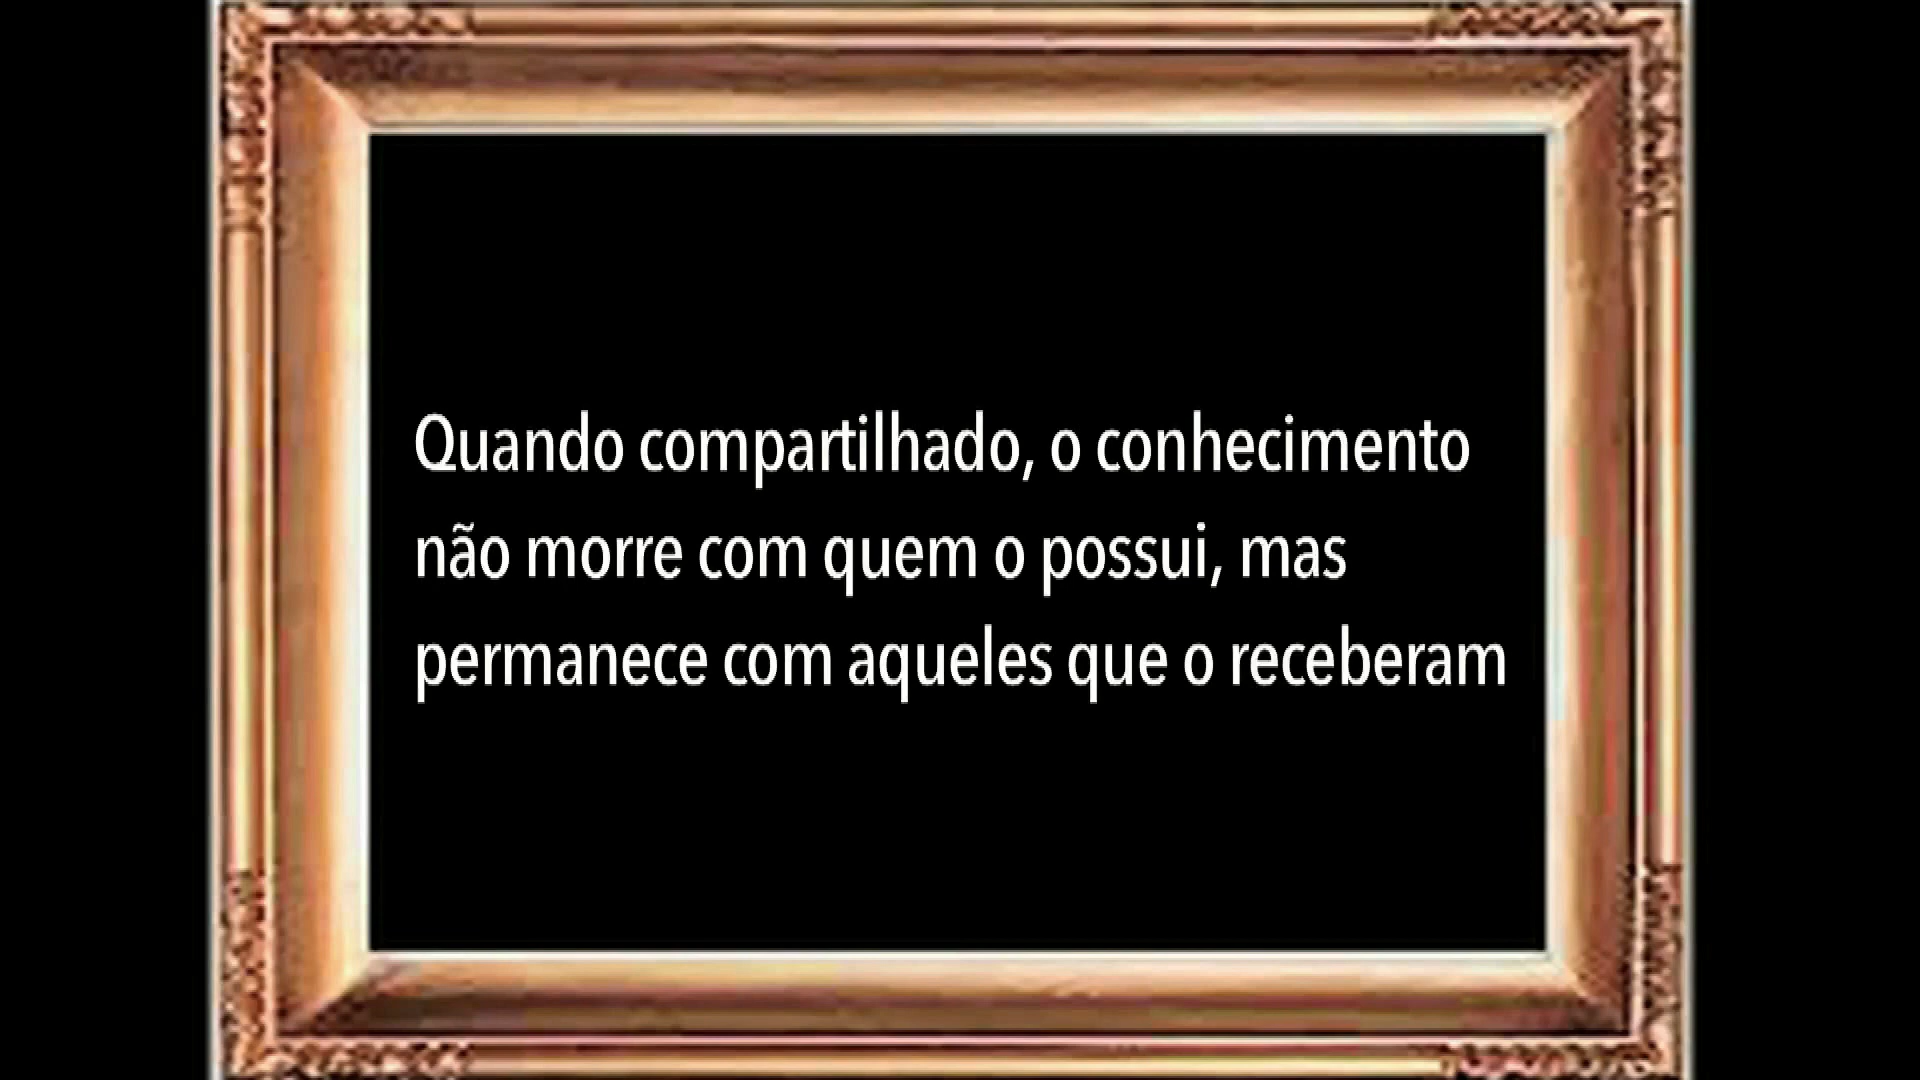 Quando compartilhado, o conhecimento
não morre com quem o possui, mas
permanece com aqueles que o receberam